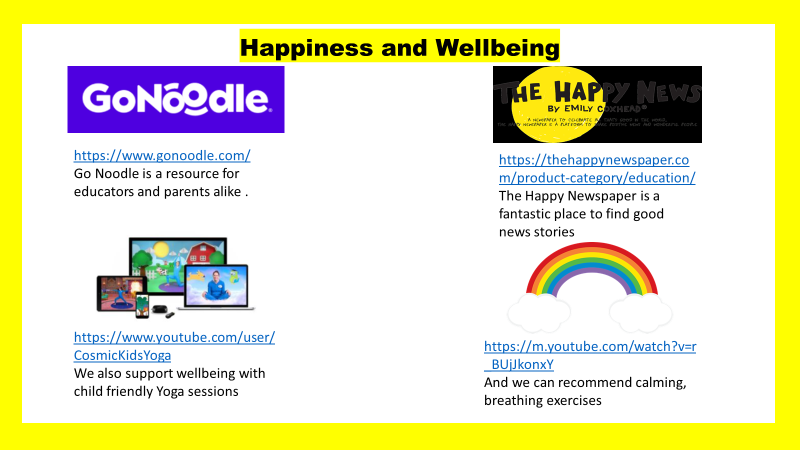 Happiness and Wellbeing
GoNoodle.
https://www.gonoodle.com/
Go Noodle is a resource for
educators and parents alike .
THE HAPPY NEWS
BY EMILY COXHEAD
https://thehappynewspaper.co
m/product-category/education/
The Happy Newspaper is a
fantastic place to find good
news stories
https://www.youtube.com/user/
CosmicKidsYoga
We also support wellbeing with
child friendly Yoga sessions
https://m.youtube.com/watch?v=r
_BUjJkonxY
And we can recommend calming,
breathing exercises